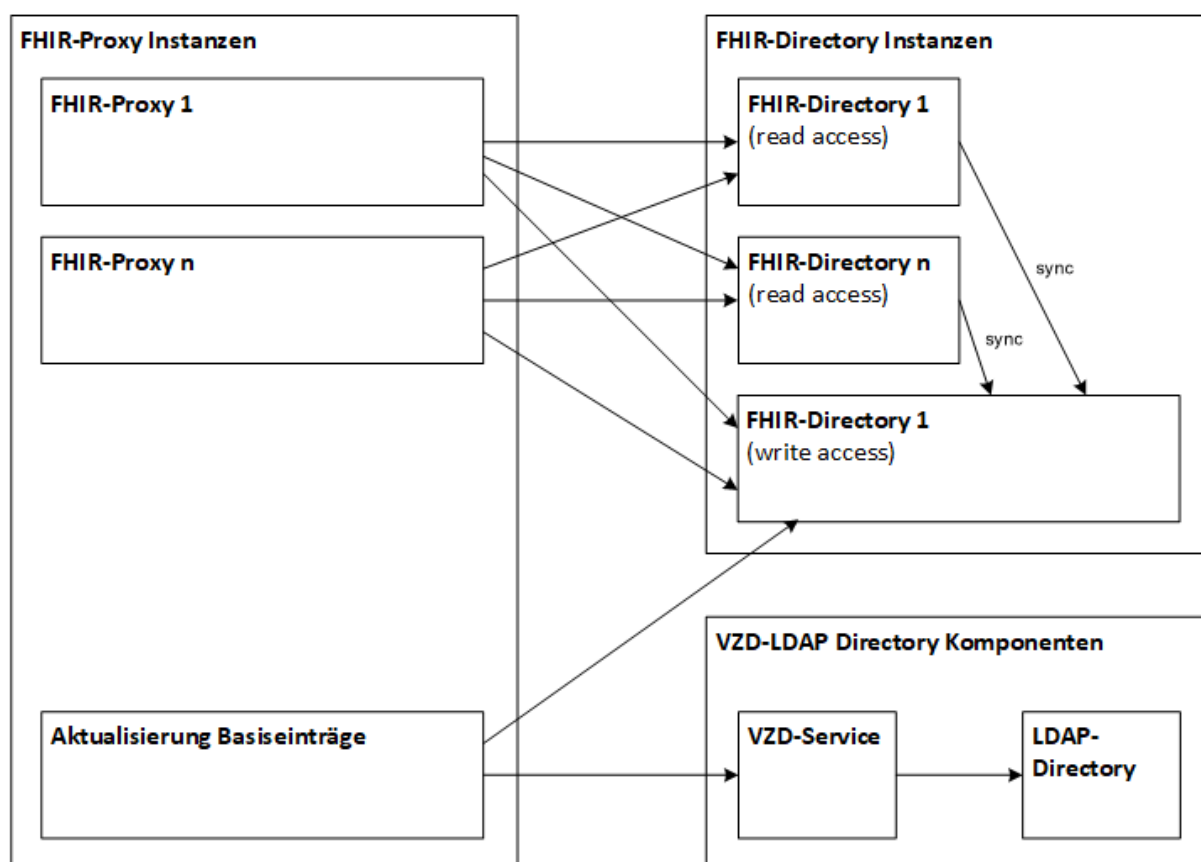 FHIR-Proxy Instanzen
FHIR-Proxy 1
FHIR-Proxy n
Aktualisierung Basiseinträge
FHIR-Directory Instanzen
FHIR-Directory 1
(read access)
FHIR-Directory n
(read access)
sync
sync
FHIR-Directory 1
(write access)
VZD-LDAP Directory Komponenten
VZD-Service
LDAP-
Directory